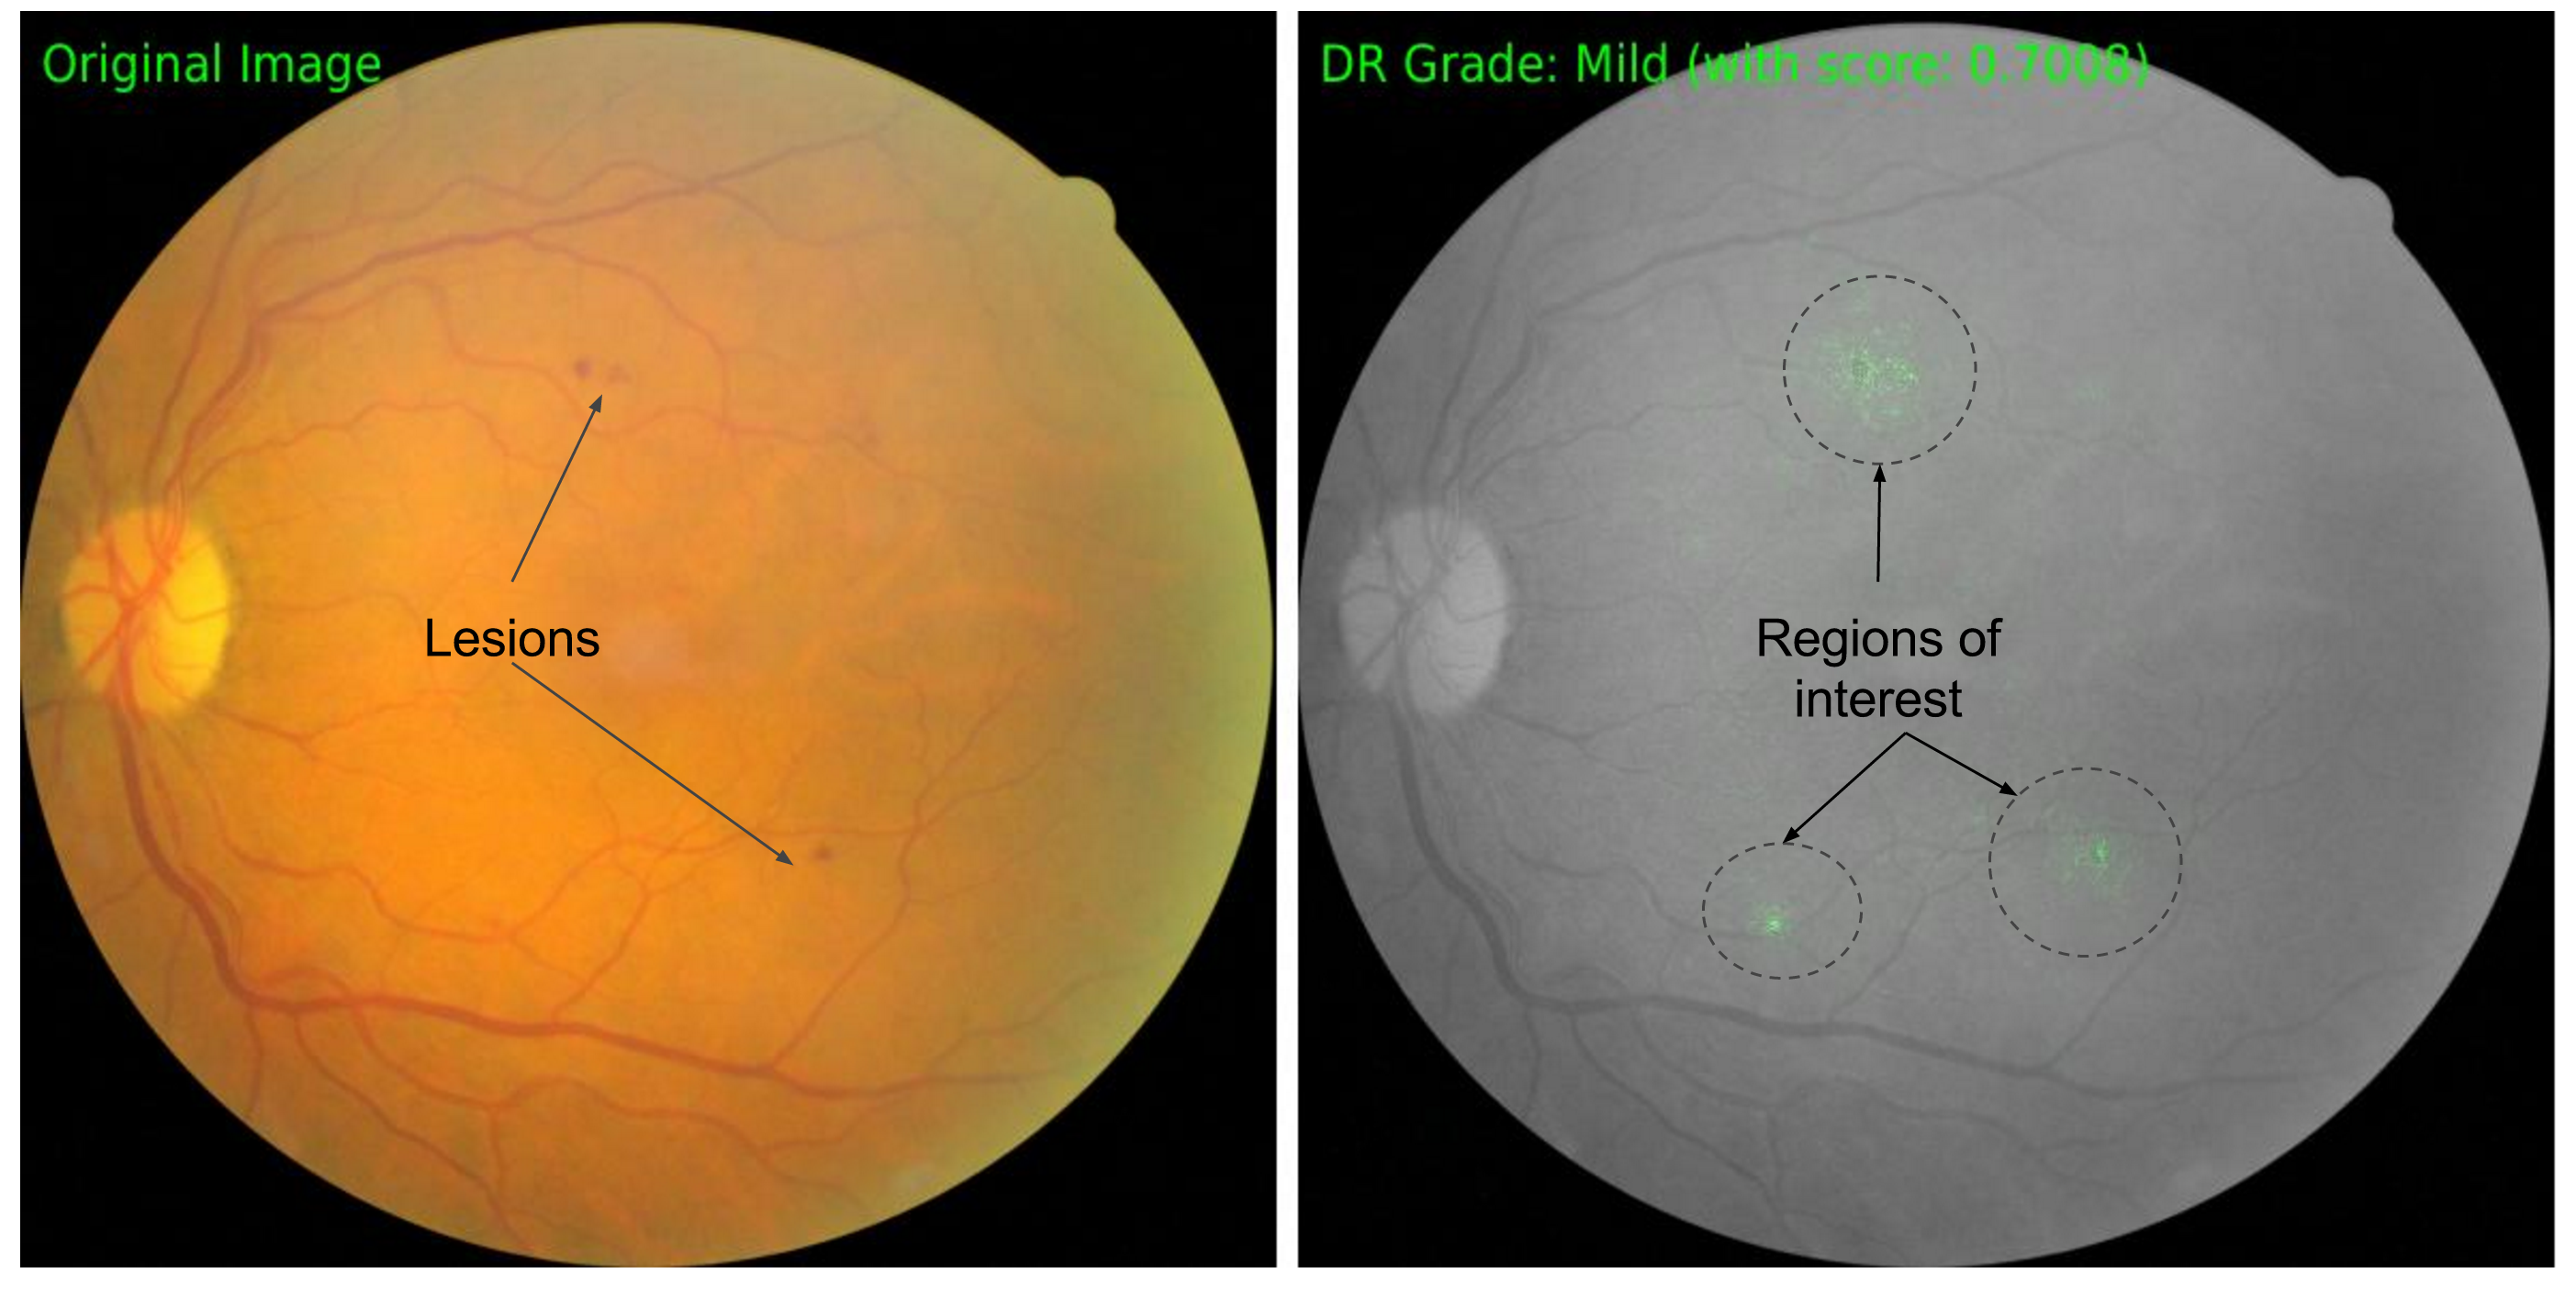 Original Image
Lesions
DR Grade: Mild (with score: 0.7008)
Regions of
interest